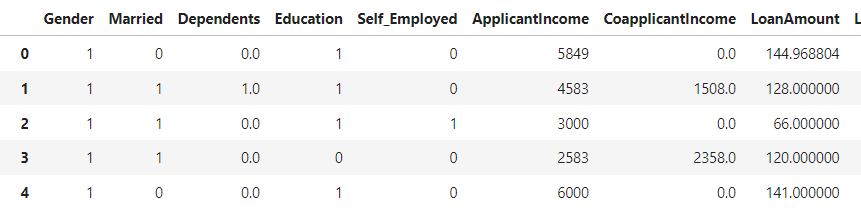 Gender Married Dependents Education Self_Employed ApplicantIncome CoapplicantIncome LoanAmount L
0 1 0 0.0 1 0 5849 0.0 144.968804
1 1 1 1.0 1 0 4583 1508.0 128.000000
2 1 1 0.0 1 1 3000 0.0 66.000000
3 1 1 0.0 0 0 2583 2358.0 120.000000
4 1 0 0.0 1 0 6000 0.0 141.000000